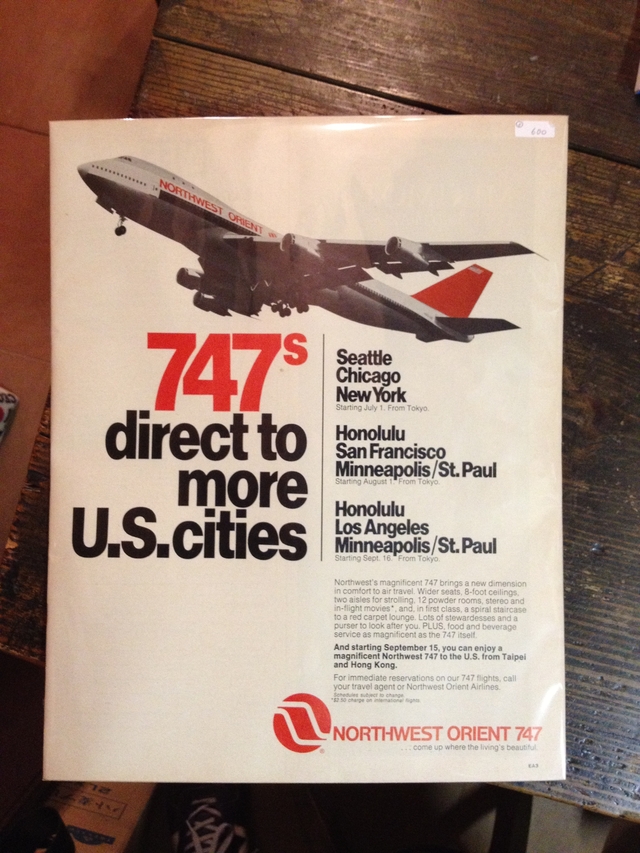 600
NORTHWEST ORIENT
747s
direct to
more
U.S.cities
Seattle
Chicago
New York
Starting July 1. From Tokyo.
Honolulu
San Francisco
Minneapolis/St. Paul
Starting August 1. From Tokyo.
Honolulu
Los Angeles
Minneapolis/St. Paul
Starting Sept. 16. From Tokyo.
Northwest's magnificent 747 brings a new dimension
in comfort to air travel. Wider seats, 8-foot ceilings,
two aisles for strolling, 12 powder rooms, stereo and
in-flight movies*, and, in first class, a spiral staircase
to a red carpet lounge. Lots of stewardesses and a
purser to look after you. PLUS, food and beverage
service as magnificent as the 747 itself.
And starting September 15, you can enjoy a
magnificent Northwest 747 to the U.S. from Taipei
and Hong Kong.
For immediate reservations on our 747 flights, call
your travel agent or Northwest Orient Airlines.
Schedules subject to change.
*$2.50 charge on international flights.
NORTHWEST ORIENT 747
...come up where the living's beautiful.